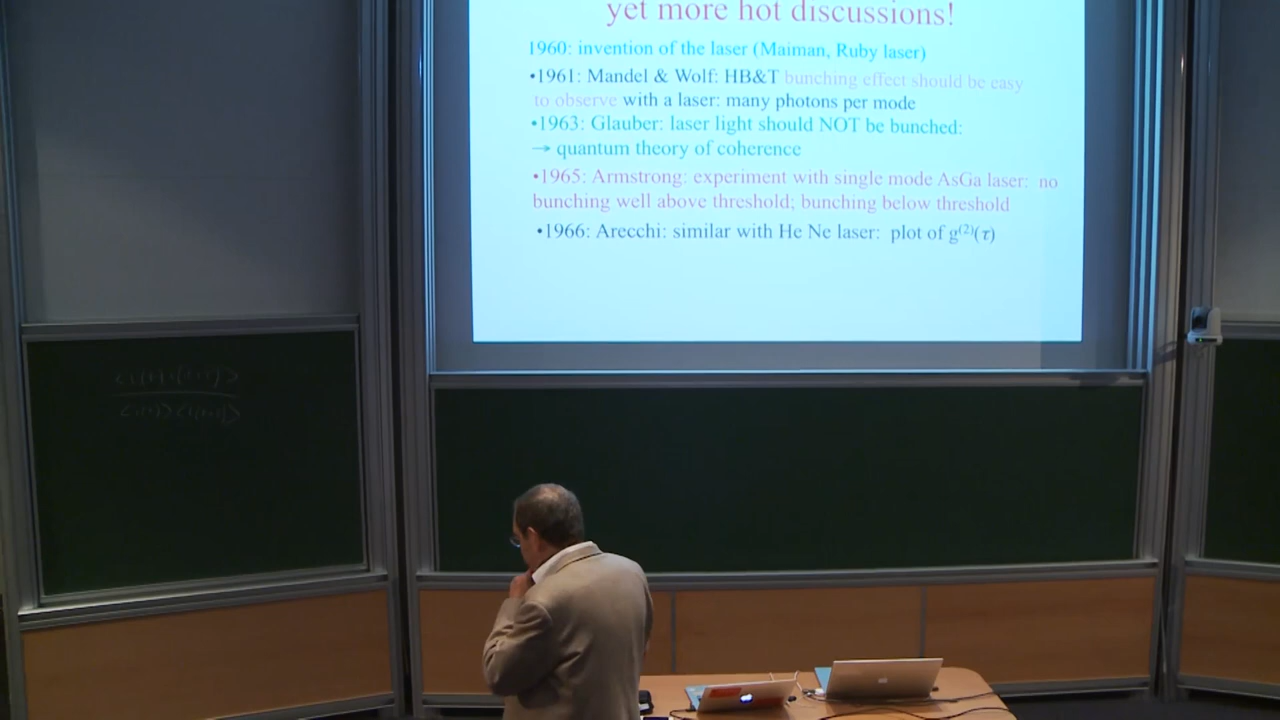 yet more hot discussions!
1960: invention of the laser (Maiman, Ruby laser)
•1961: Mandel & Wolf: HB&T bunching effect should be easy
to observe with a laser: many photons per mode
•1963: Glauber: laser light should NOT be bunched:
→ quantum theory of coherence
•1965: Armstrong: experiment with single mode AsGa laser: no
bunching well above threshold; bunching below threshold
•1966: Arecchi: similar with He Ne laser: plot of g⁽²⁾(τ)